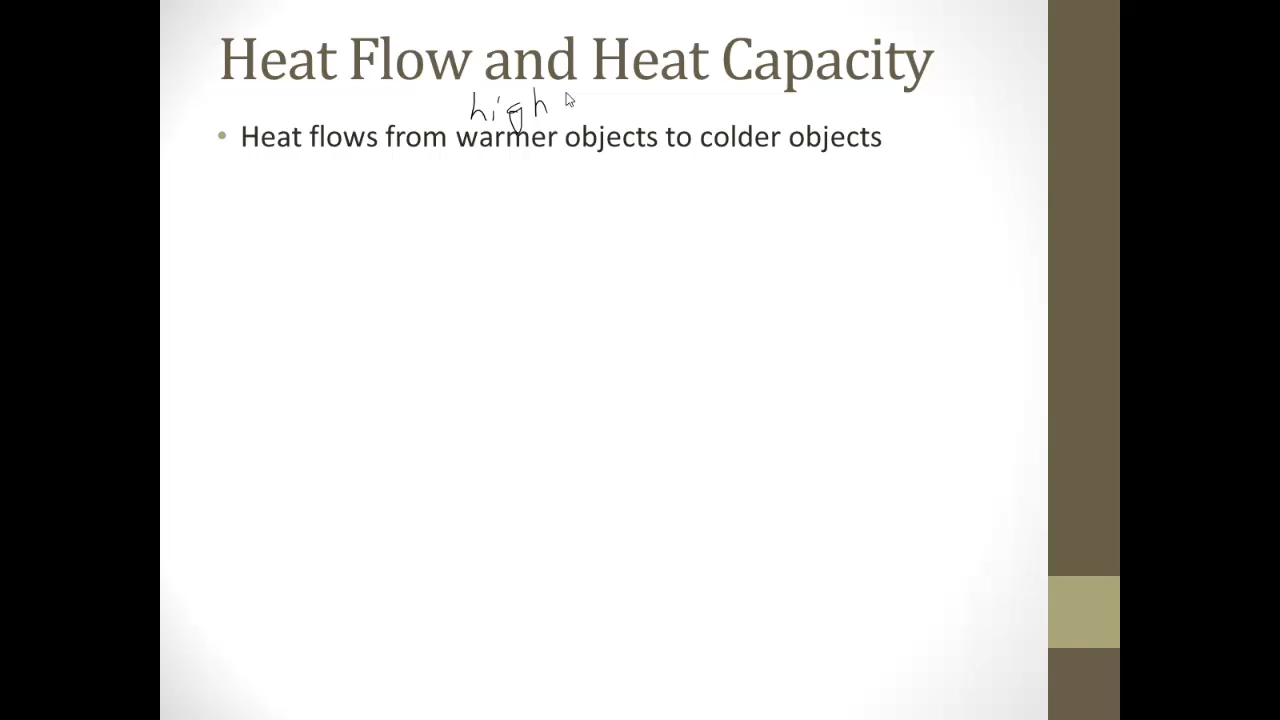 Heat Flow and Heat Capacity
high
• Heat flows from warmer objects to colder objects